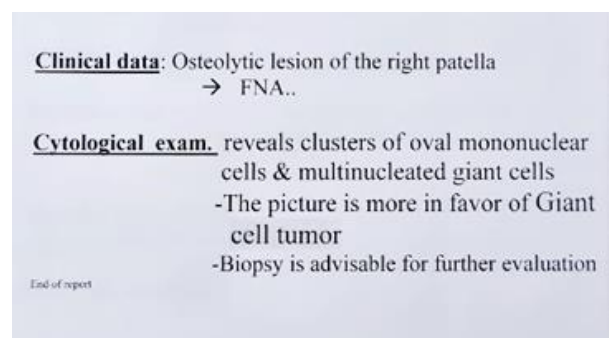 Clinical data: Osteolytic lesion of the right patella
→ FNA..
Cytological exam. reveals clusters of oval mononuclear
cells & multinucleated giant cells
-The picture is more in favor of Giant
cell tumor
-Biopsy is advisable for further evaluation
End of report